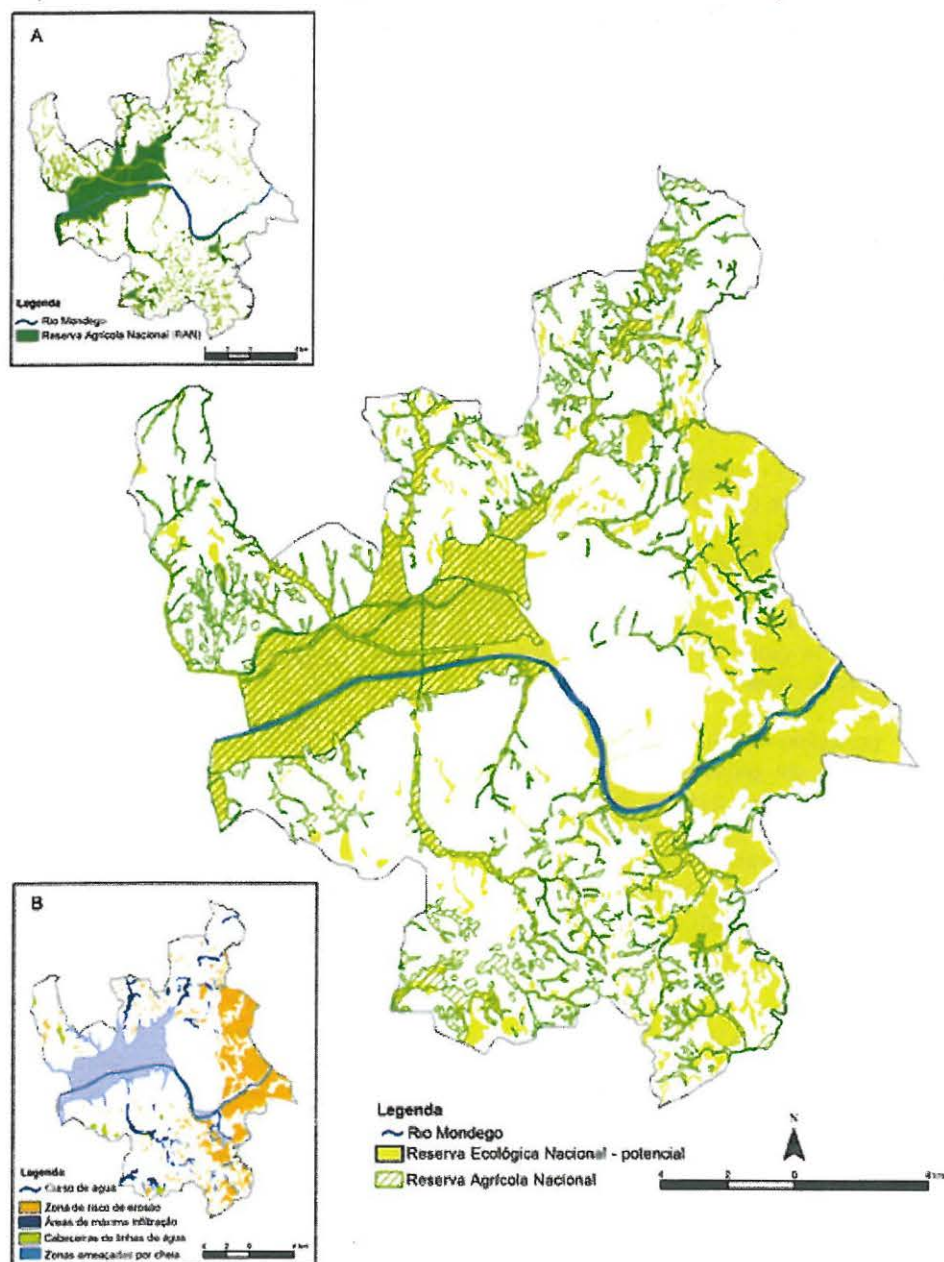 A
Legenda
Rio Mondego
Reserva Agrícola Nacional (RAN)
B
Legenda
Curso de água
Zona de risco de erosão
Áreas de máxima infiltração
Cabeceiras de linhas de água
Zonas ameaçadas por cheia
Legenda
Rio Mondego
Reserva Ecológica Nacional - potencial
Reserva Agrícola Nacional
N
4 2 0 4 km